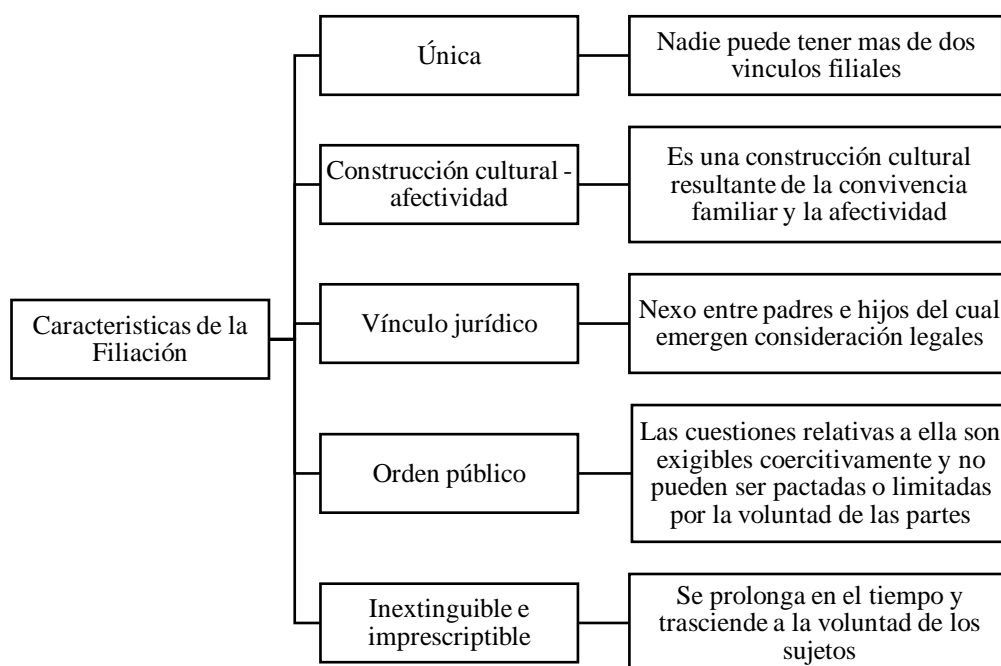 Única
Nadie puede tener mas de dos
vinculos filiales
Construcción cultural -
afectividad
Es una construcción cultural
resultante de la convivencia
familiar y la afectividad
Caracteristicas de la
Filiación
Vínculo jurídico
Nexo entre padres e hijos del cual
emergen consideración legales
Orden público
Las cuestiones relativas a ella son
exigibles coercitivamente y no
pueden ser pactadas o limitadas
por la voluntad de las partes
Inextinguible e
imprescriptible
Se prolonga en el tiempo y
trasciende a la voluntad de los
sujetos